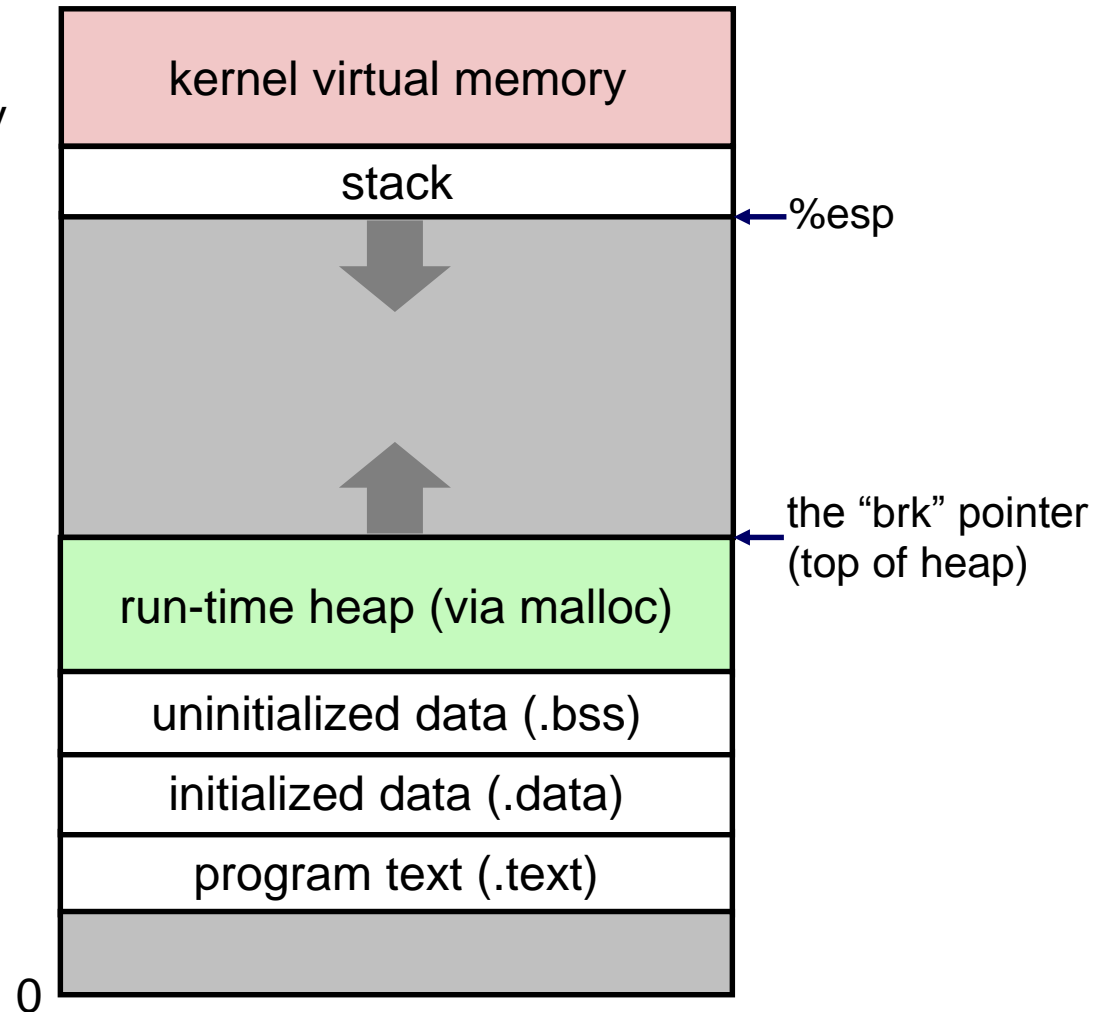 kernel virtual memory
y
stack
%esp
the “brk” pointer
(top of heap)
run-time heap (via malloc)
uninitialized data (.bss)
initialized data (.data)
program text (.text)
0